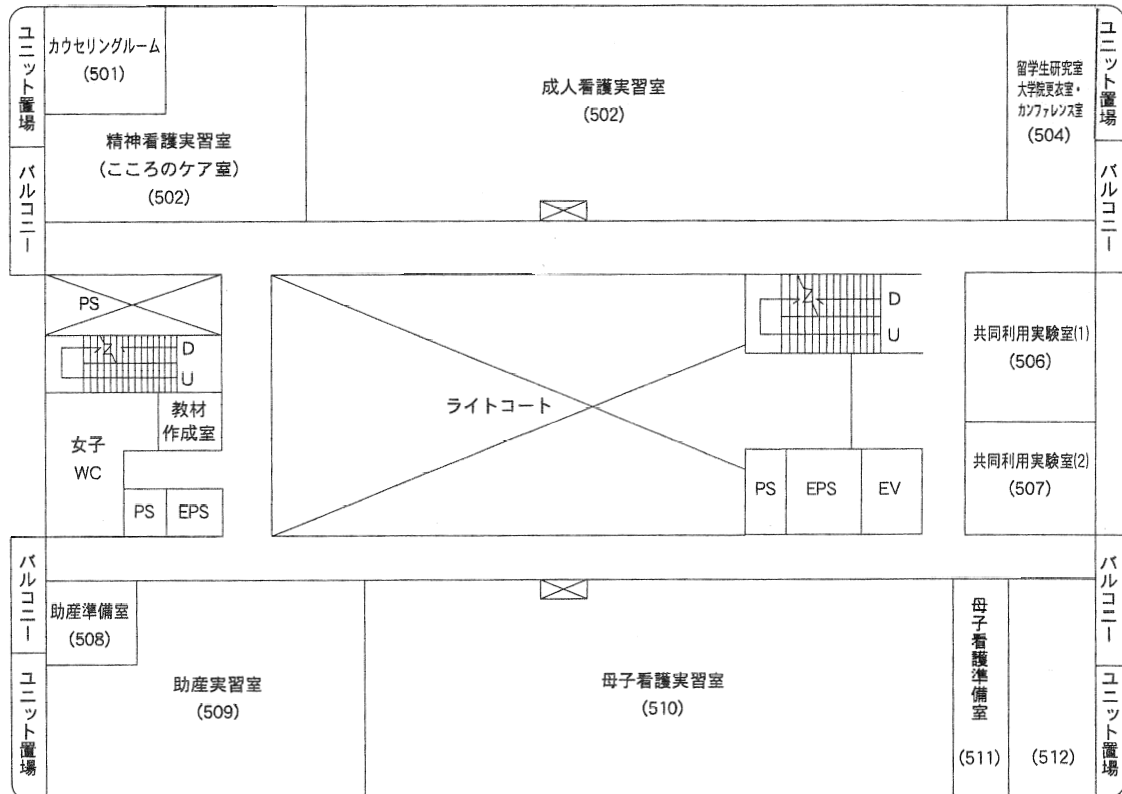 ユニット置場
カウセリングルーム
(501)
精神看護実習室
(こころのケア室)
(502)
成人看護実習室
(502)
留学生研究室
大学院更衣室・
カンファレンス室
(504)
ユニット置場
バルコニー
バルコニー
PS
D
U
教材
作成室
女子
WC
PS
EPS
ライトコート
D
U
PS
EPS
EV
共同利用実験室(1)
(506)
共同利用実験室(2)
(507)
バルコニー
助産準備室
(508)
助産実習室
(509)
母子看護実習室
(510)
母子看護準備室
(511)
(512)
バルコニー
ユニット置場
ユニット置場